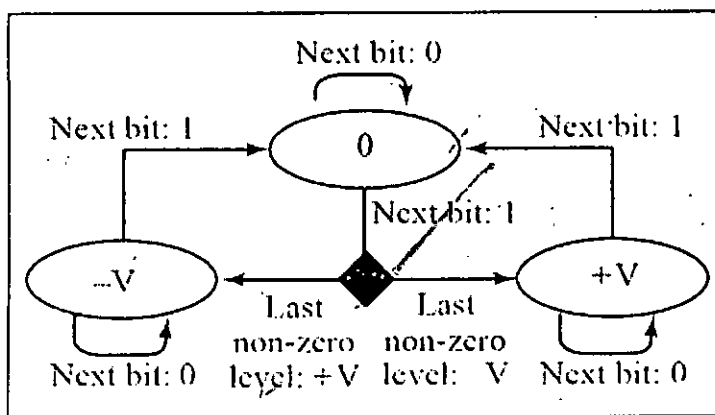 Next bit: 0
Next bit: 1
Next bit: 1
0
Next bit: 1
–V
+V
Last
non-zero
level: +V
Last
non-zero
level: V
Next bit: 0
Next bit: 0